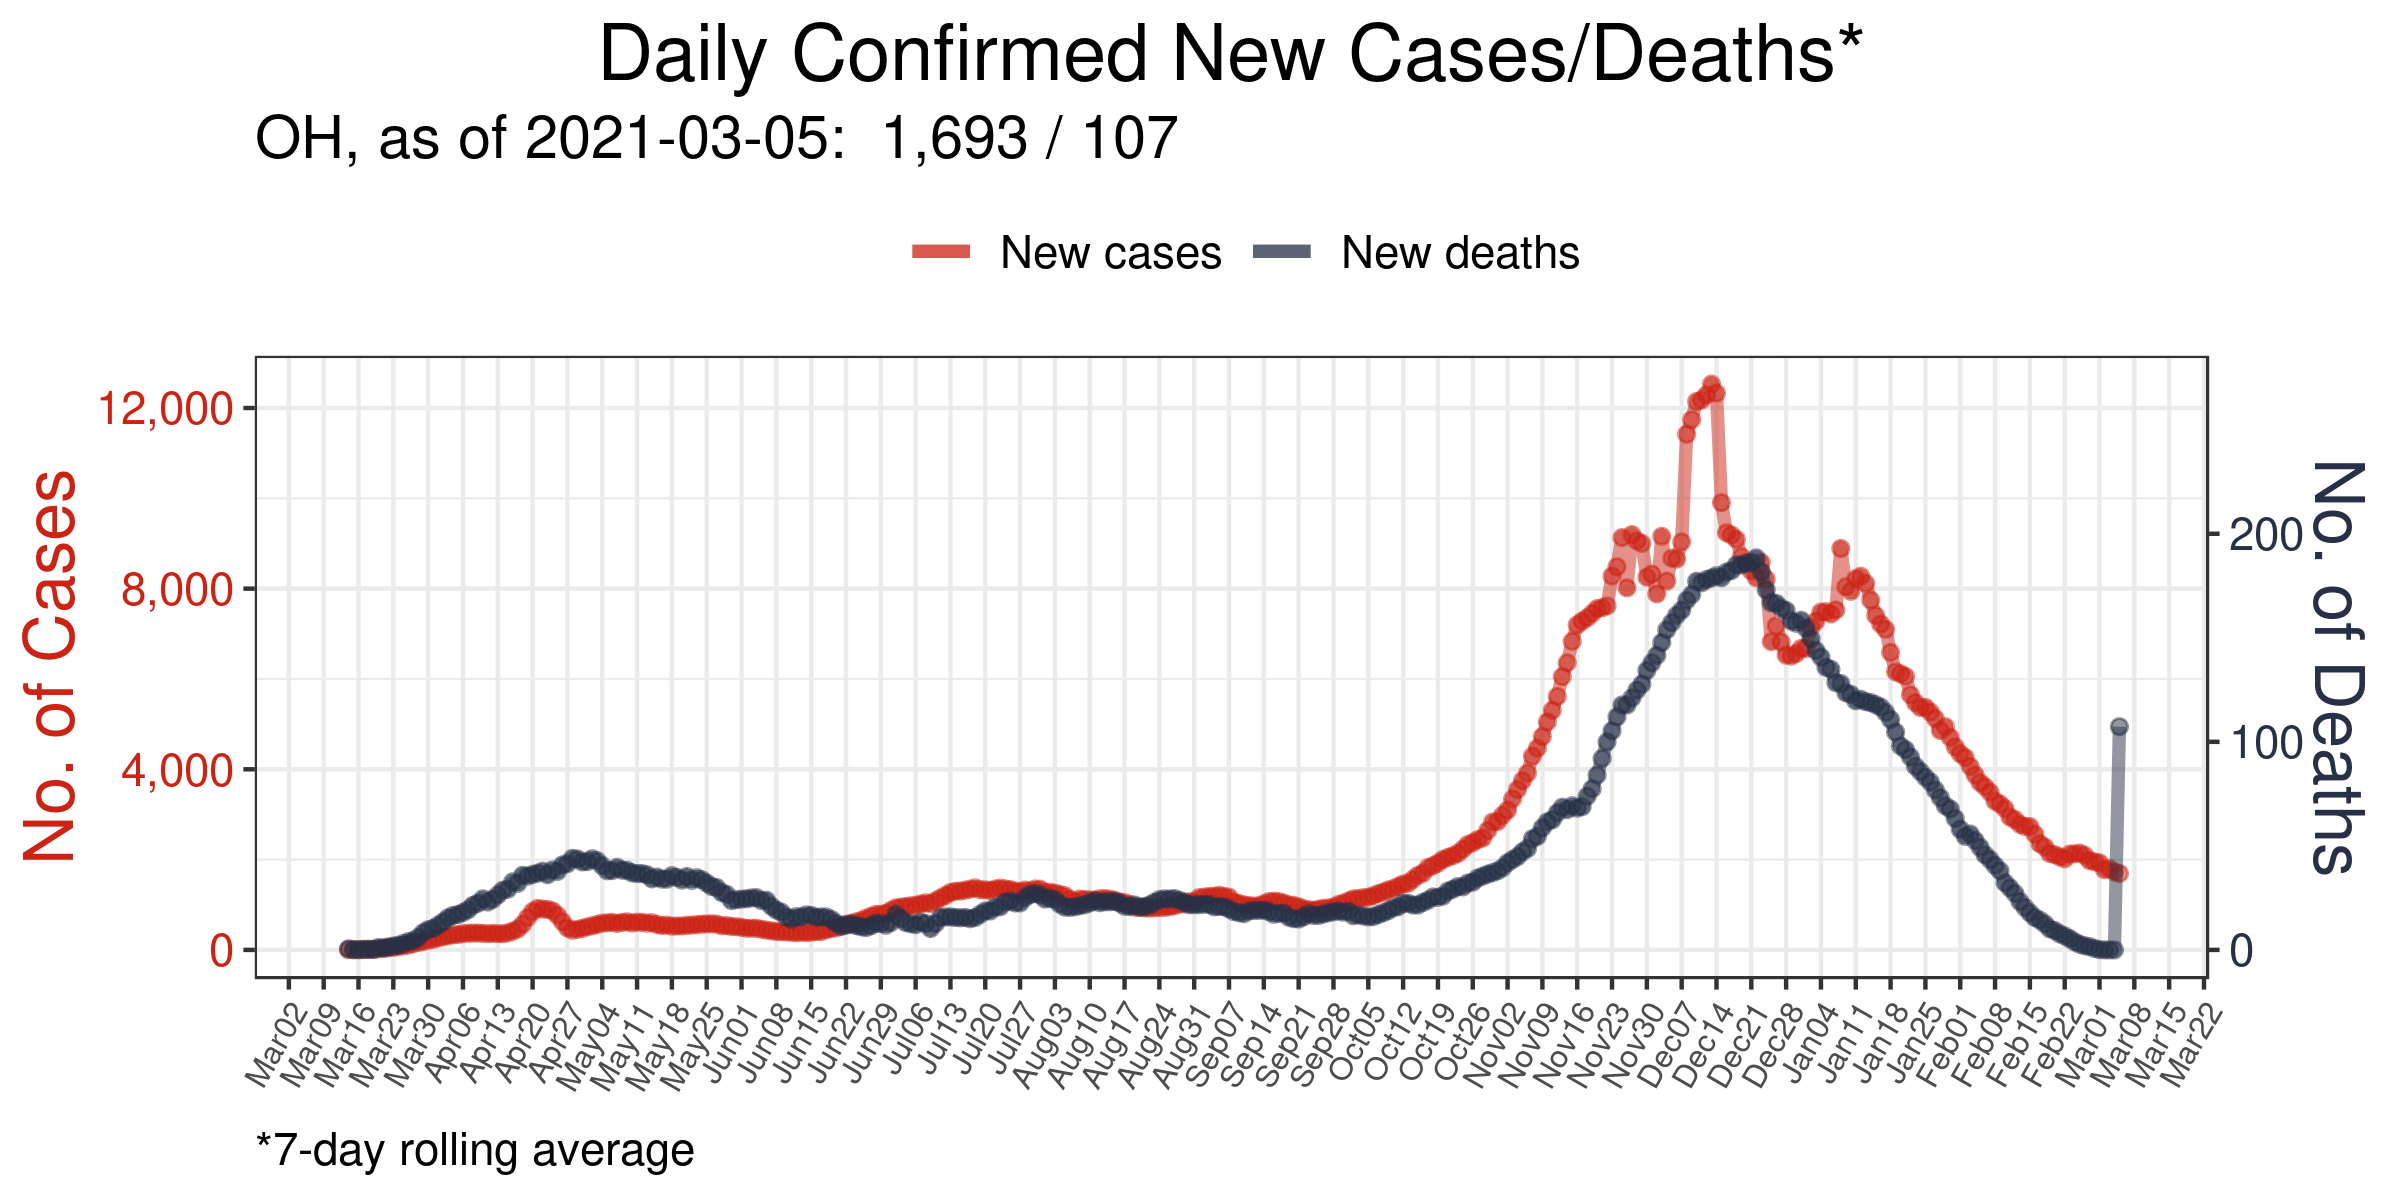 Daily Confirmed New Cases/Deaths*
OH, as of 2021-03-05:  1,693 / 107
New cases
New deaths
No. of Cases
12,000
8,000
4,000
0
200
100
0
No. of Deaths
Mar02
Mar09
Mar16
Mar23
Mar30
Apr06
Apr13
Apr20
Apr27
May04
May11
May18
May25
Jun01
Jun08
Jun15
Jun22
Jun29
Jul06
Jul13
Jul20
Jul27
Aug03
Aug10
Aug17
Aug24
Aug31
Sep07
Sep14
Sep21
Sep28
Oct05
Oct12
Oct19
Oct26
Nov02
Nov09
Nov16
Nov23
Nov30
Dec07
Dec14
Dec21
Dec28
Jan04
Jan11
Jan18
Jan25
Feb01
Feb08
Feb15
Feb22
Mar01
Mar08
Mar15
Mar22
*7-day rolling average